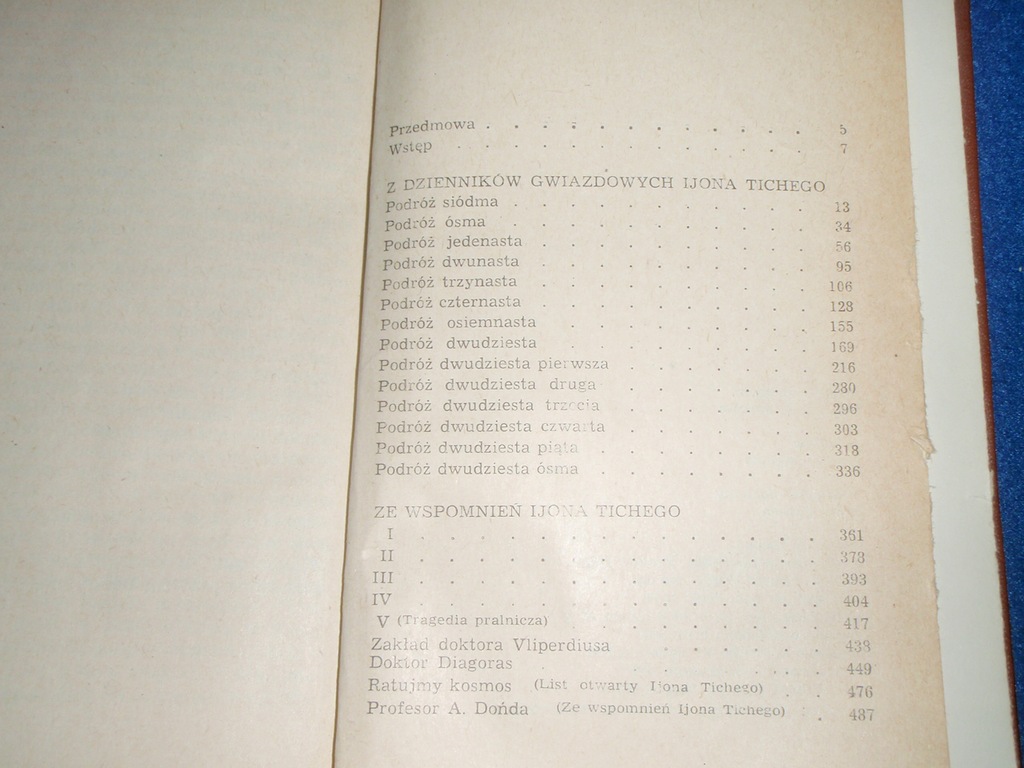 Przedmowa . . . . . . . . . . . . 5
Wstęp . . . . . . . . . . . . . 7
Z DZIENNIKÓW GWIAZDOWYCH IJONA TICHEGO
Podróż siódma . . . . . . . . . . . 13
Podróż ósma . . . . . . . . . . . 34
Podróż jedenasta . . . . . . . . . . 56
Podróż dwunasta . . . . . . . . . . 95
Podróż trzynasta . . . . . . . . . . 106
Podróż czternasta . . . . . . . . . . 128
Podróż osiemnasta . . . . . . . . . 155
Podróż dwudziesta . . . . . . . . . 169
Podróż dwudziesta pierwsza . . . . . . . 216
Podróż dwudziesta druga . . . . . . . 280
Podróż dwudziesta trzecia . . . . . . . 296
Podróż dwudziesta czwarta . . . . . . . 303
Podróż dwudziesta piąta . . . . . . . 318
Podróż dwudziesta ósma . . . . . . . . 336
ZE WSPOMNIEŃ IJONA TICHEGO
I . . . . . . . . . . . . . . 361
II . . . . . . . . . . . . . . 378
III . . . . . . . . . . . . . . 393
IV . . . . . . . . . . . . . . 404
V (Tragedia pralnicza) . . . . . . . . 417
Zakład doktora Vliperdiusa . . . . . . 438
Doktor Diagoras . . . . . 449
Ratujmy kosmos (List otwarty Ijona Tichego) . . 476
Profesor A. Dońda (Ze wspomnień Ijona Tichego) . 487